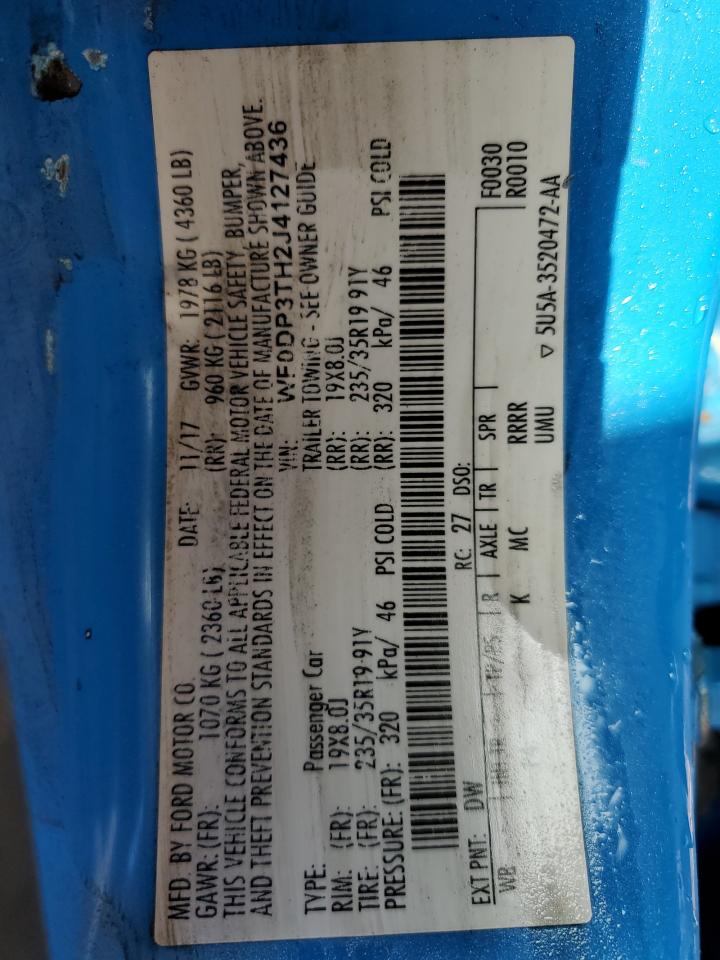 MFD. BY FORD MOTOR CO. DATE: 11/17 GVWR: 1978 KG ( 4360 LB)
GAWR: (FR): 1070 KG ( 2360 LB) (RR): 960 KG ( 2116 LB)
THIS VEHICLE CONFORMS TO ALL APPLICABLE FEDERAL MOTOR VEHICLE SAFETY, BUMPER,
AND THEFT PREVENTION STANDARDS IN EFFECT ON THE DATE OF MANUFACTURE SHOWN ABOVE.
VIN: WF0DP3TH2J4127436
TYPE: Passenger Car TRAILER TOWING - SEE OWNER GUIDE
RIM: (FR): 19X8.0J (RR): 19X8.0J
TIRE: (FR): 235/35R19 91Y (RR): 235/35R19 91Y
PRESSURE: (FR): 320 kPa/ 46 PSI COLD (RR): 320 kPa/ 46 PSI COLD
EXT PNT: DW RC: 27 DSO: F0030
WB R AXLE TR SPR R0010
K MC RRRR
UMU ▽ 5U5A-3520472-AA